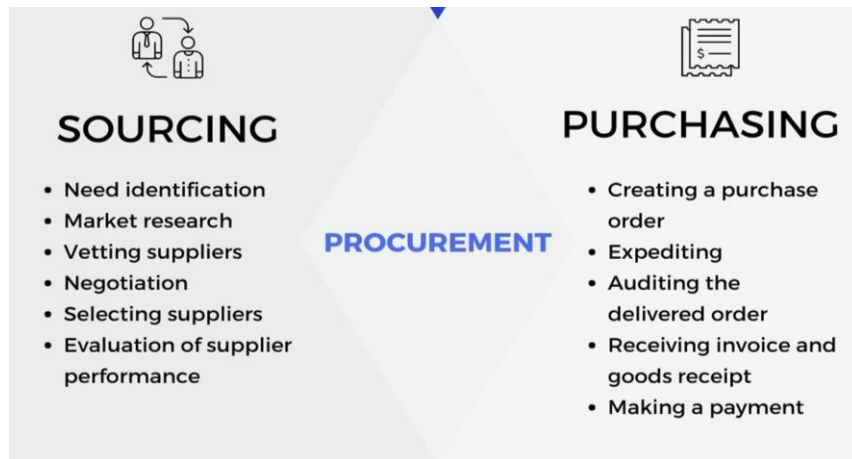 SOURCING
• Need identification
• Market research
• Vetting suppliers
• Negotiation
• Selecting suppliers
• Evaluation of supplier
performance
PROCUREMENT
$
PURCHASING
• Creating a purchase
order
• Expediting
• Auditing the
delivered order
• Receiving invoice and
goods receipt
• Making a payment